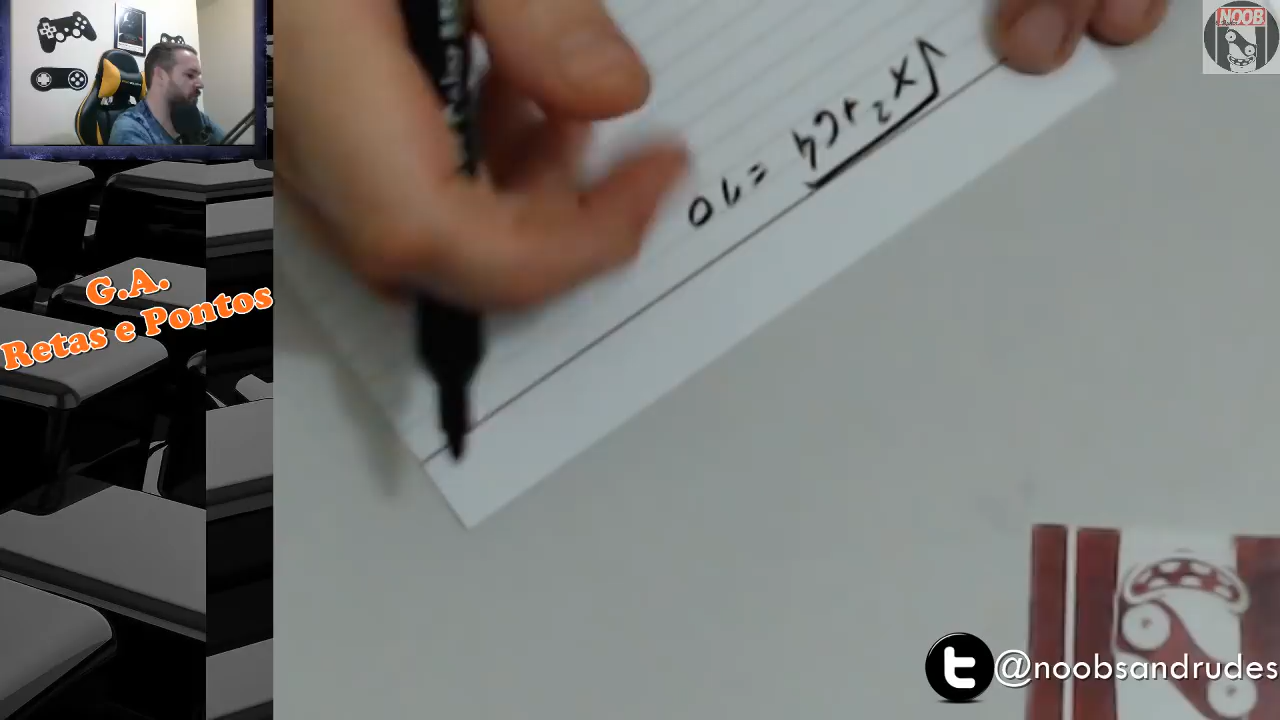 NOOB
√x² + 64 = 10
G.A.
Retas e Pontos
@noobsandrudes